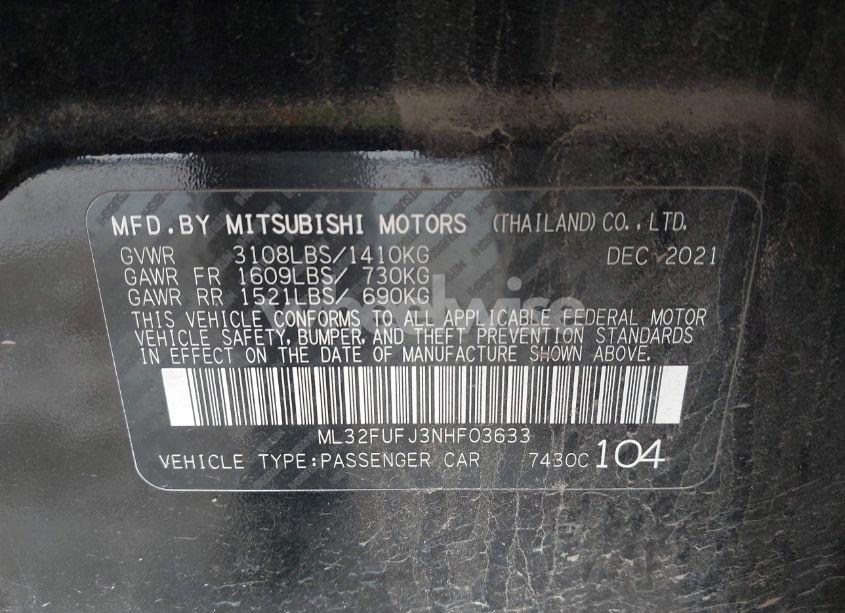 MFD.BY MITSUBISHI MOTORS (THAILAND)CO.,LTD.
GVWR 3108LBS/1410KG DEC 2021
GAWR FR 1609LBS/ 730KG
GAWR RR 1521LBS/ 690KG
THIS VEHICLE CONFORMS TO ALL APPLICABLE FEDERAL MOTOR
VEHICLE SAFETY, BUMPER, AND THEFT PREVENTION STANDARDS
IN EFFECT ON THE DATE OF MANUFACTURE SHOWN ABOVE.
ML32FUFJ3NHF03633
VEHICLE TYPE:PASSENGER CAR 7430C 104